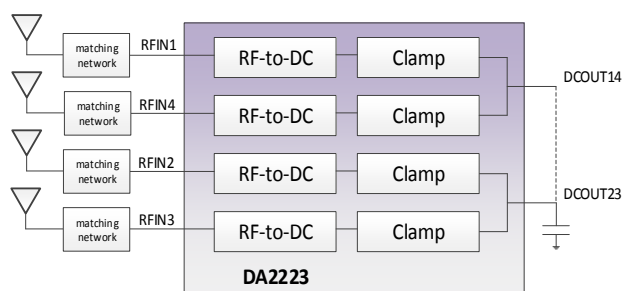 matching
network
RFIN1
RF-to-DC
Clamp
DCOUT14
matching
network
RFIN4
RF-to-DC
Clamp
matching
network
RFIN2
RF-to-DC
Clamp
DCOUT23
matching
network
RFIN3
RF-to-DC
Clamp
DA2223